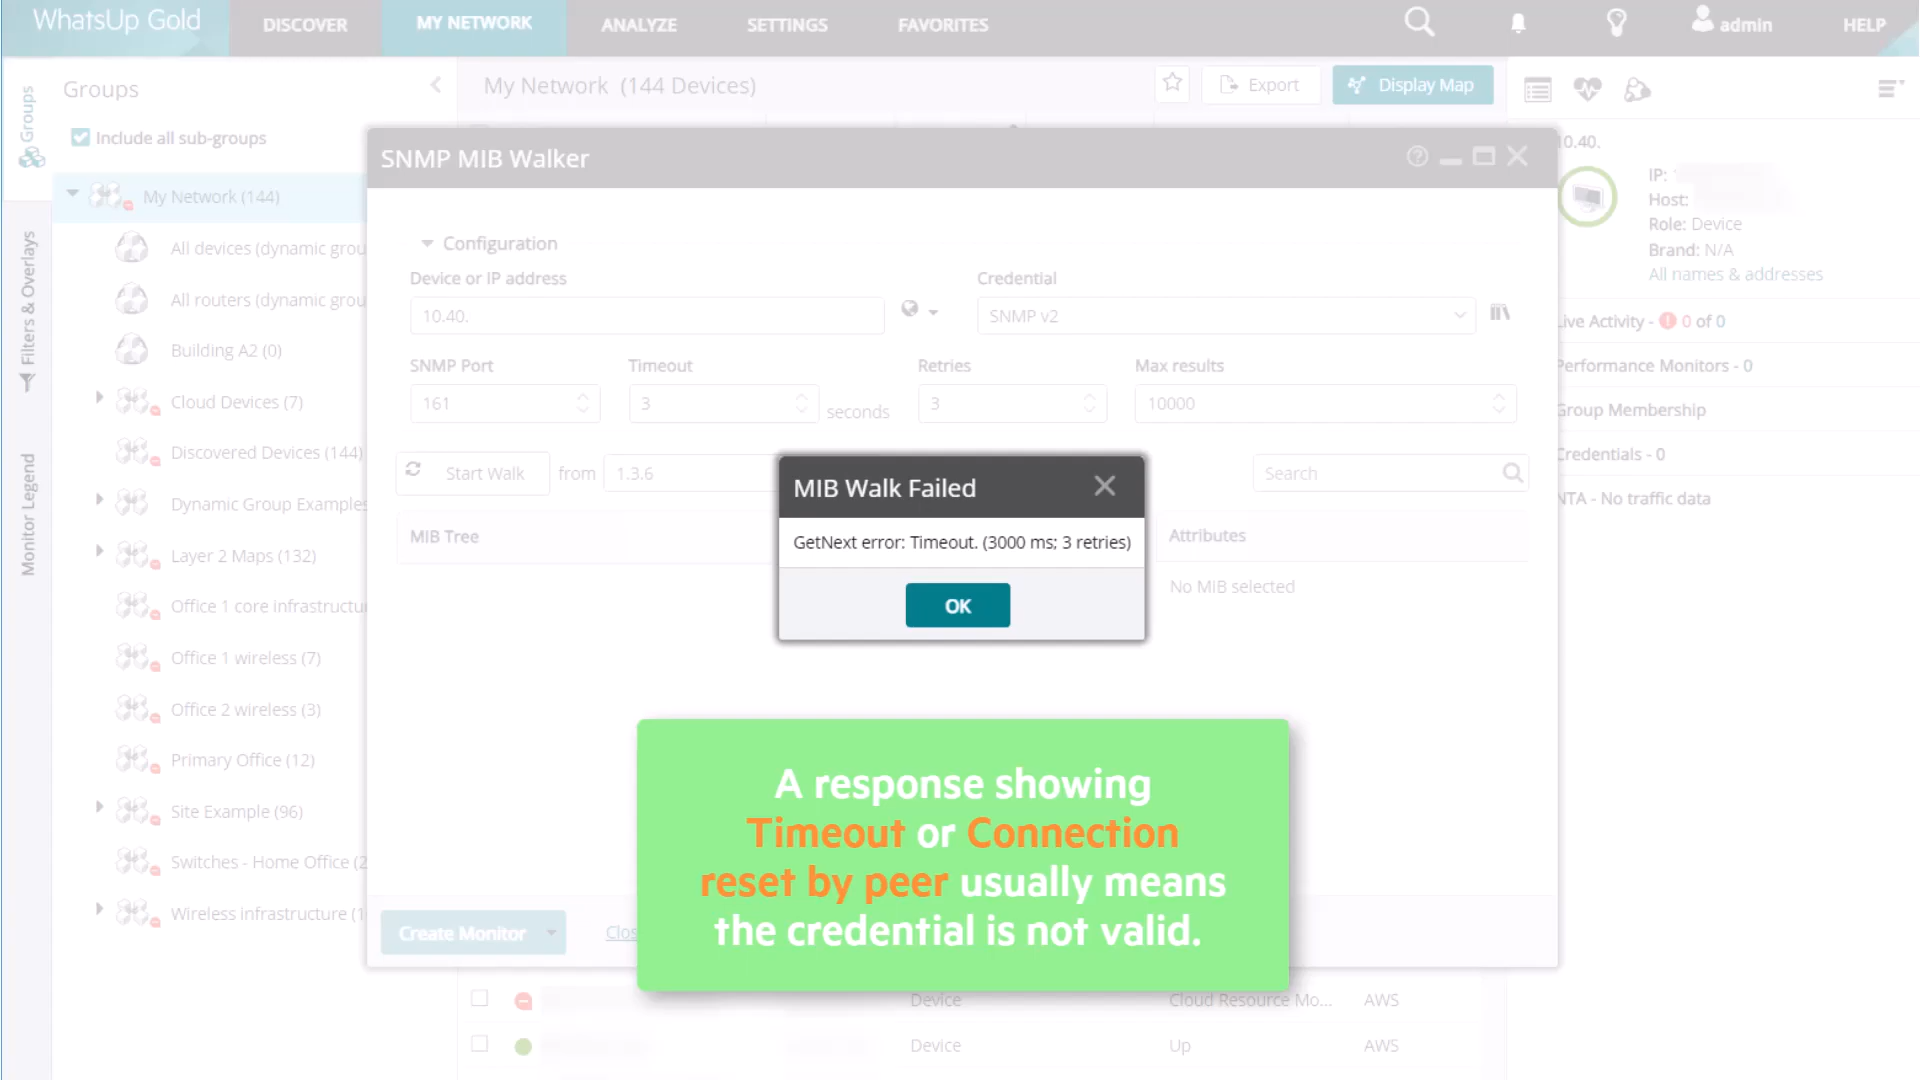 WhatsUp Gold
DISCOVER
MY NETWORK
ANALYZE
SETTINGS
FAVORITES
admin
HELP
Groups
Filters & Overlays
Monitor Legend
Groups
Include all sub-groups
My Network (144)
All devices (dynamic grou
All routers (dynamic grou
Building A2 (0)
Cloud Devices (7)
Discovered Devices (144)
Dynamic Group Examples
Layer 2 Maps (132)
Office 1 core infrastructu
Office 1 wireless (7)
Office 2 wireless (3)
Primary Office (12)
Site Example (96)
Switches - Home Office (2
Wireless infrastructure (1
My Network (144 Devices)
Export
Display Map
SNMP MIB Walker
Configuration
Device or IP address
Credential
10.40.
SNMP v2
SNMP Port
Timeout
Retries
Max results
161
3
seconds
3
10000
Start Walk
from
1.3.6
Search
MIB Tree
Attributes
No MIB selected
MIB Walk Failed
GetNext error: Timeout. (3000 ms; 3 retries)
OK
A response showing
Timeout or Connection
reset by peer usually means
the credential is not valid.
Create Monitor
Clos
Device
Cloud Resource Mo...
AWS
Device
Up
AWS
10.40.
IP:
Host:
Role: Device
Brand: N/A
All names & addresses
Live Activity - 0 of 0
Performance Monitors - 0
Group Membership
Credentials - 0
NTA - No traffic data